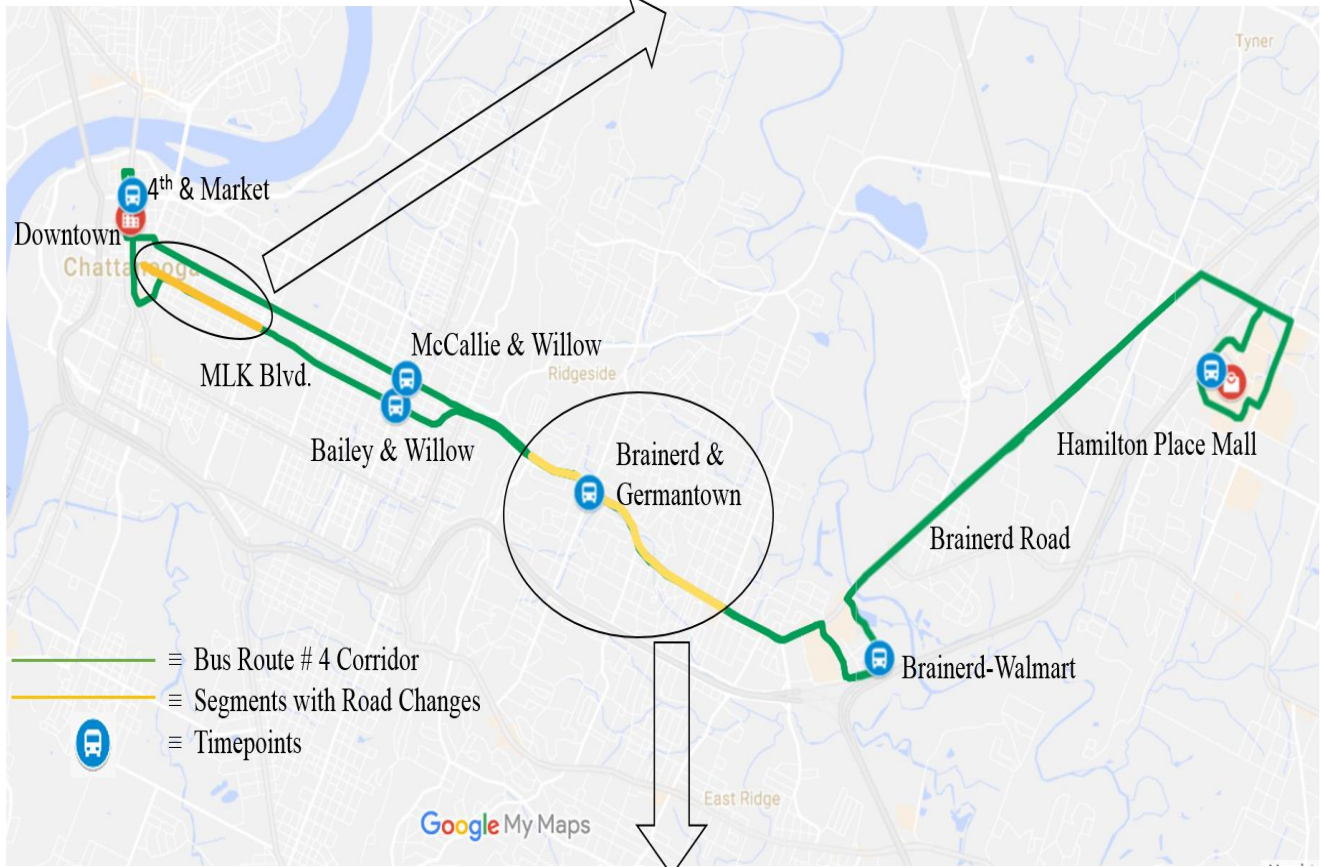 Tyner
4th & Market
Downtown
Chattanooga
McCallie & Willow
Ridgeside
MLK Blvd.
Bailey & Willow
Brainerd &
Germantown
Hamilton Place Mall
Brainerd Road
≡ Bus Route # 4 Corridor
Brainerd-Walmart
≡ Segments with Road Changes
≡ Timepoints
East Ridge
Google My Maps